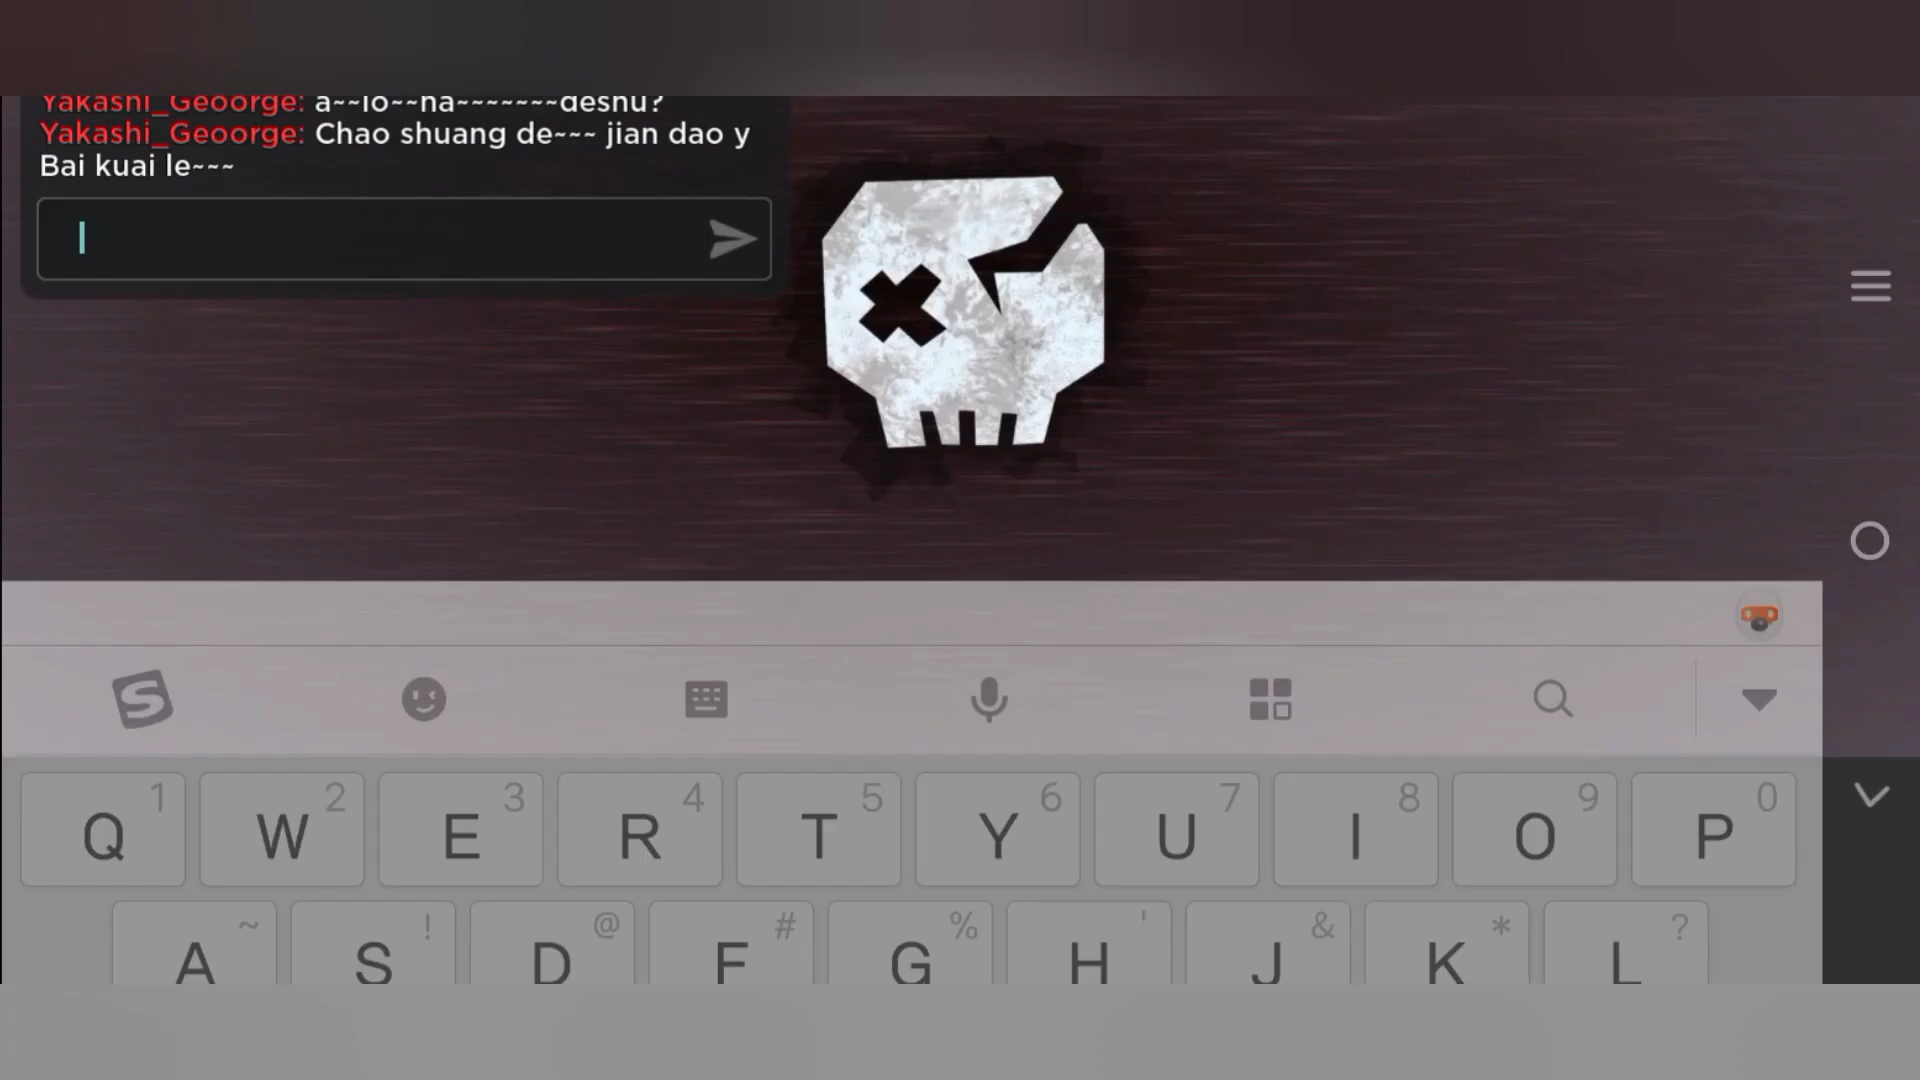 Yakashi_Geoorge: a~~lo~~ha~~~~~~~deshu?
Yakashi_Geoorge: Chao shuang de~~~ jian dao y
Bai kuai le~~~
1 2 3 4 5 6 7 8 9 0
Q W E R T Y U I O P
~ ! @ # % ' & * ?
A S D F G H J K L